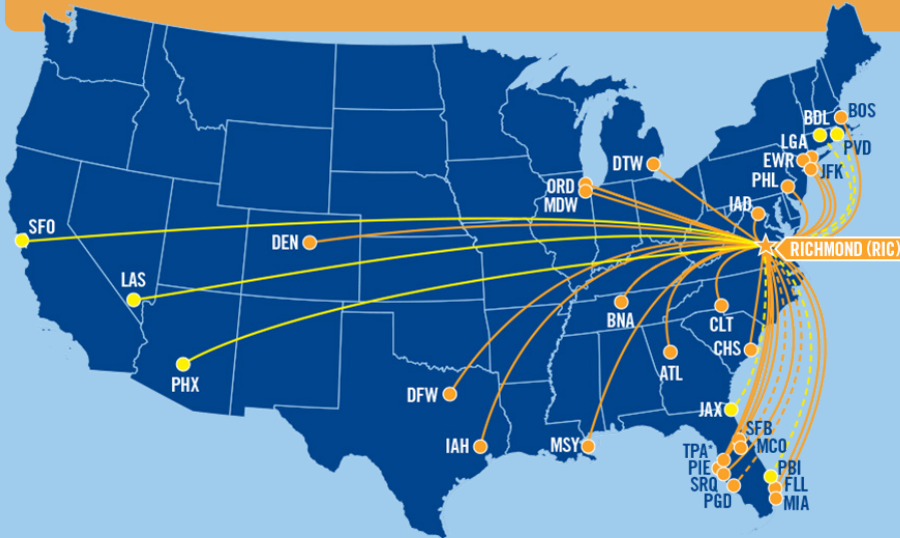 BDL
BOS
LGA
PVD
EWR
JFK
DTW
PHL
ORD
MDW
IAD
SFO
DEN
RICHMOND (RIC)
LAS
BNA
CLT
CHS
PHX
ATL
DFW
JAX
IAH
MSY
SFB
TPA*
MCO
PIE
PBI
SRQ
FLL
PGD
MIA